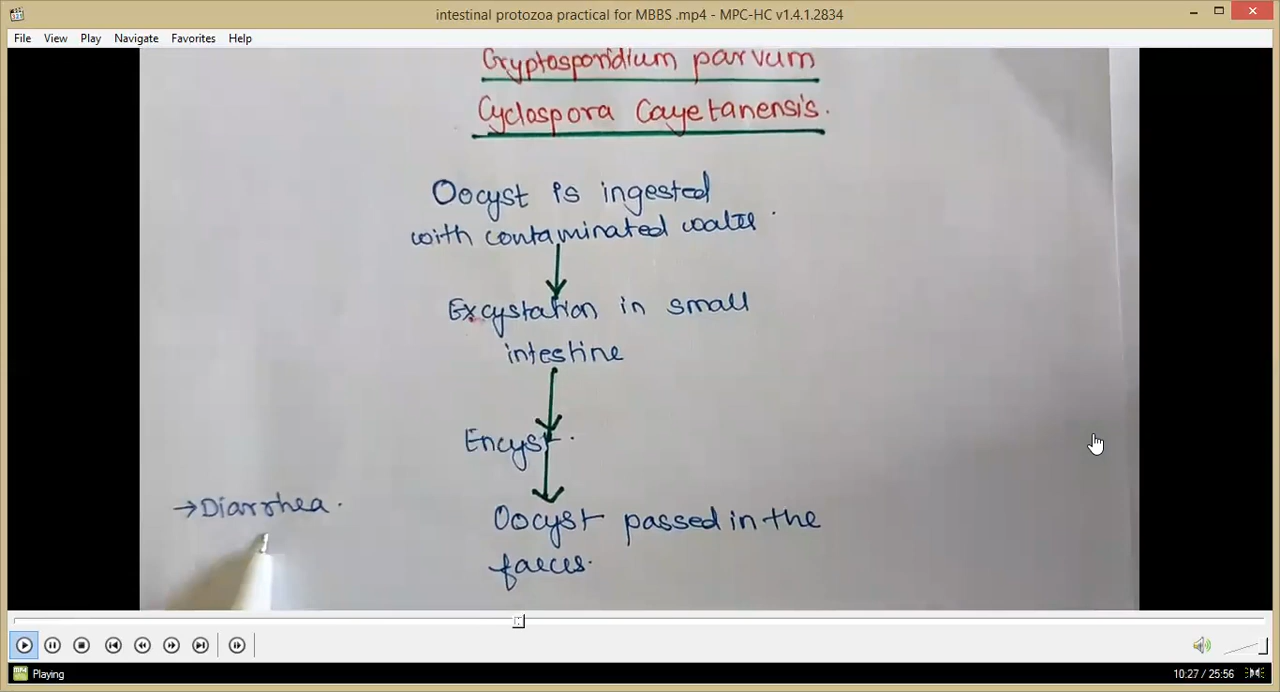 intestinal protozoa practical for MBBS .mp4 - MPC-HC v1.4.1.2834
File View Play Navigate Favorites Help
Cryptosporidium parvum
Cyclospora Cayetanensis.
Oocyst is ingested
with contaminated water.
Excystation in small
intestine
Encyst.
→Diarrhea.
Oocyst passed in the
faeces.
Playing
10:27 / 25:56